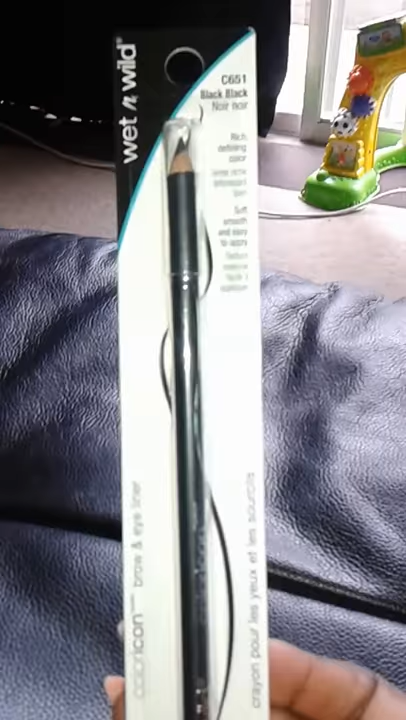 wet n wild
C651
Black Black
Noir noir
Rich
defining
color
Soft
smooth
and easy
to apply
coloricon brow & eye liner
crayon pour les yeux et les sourcils